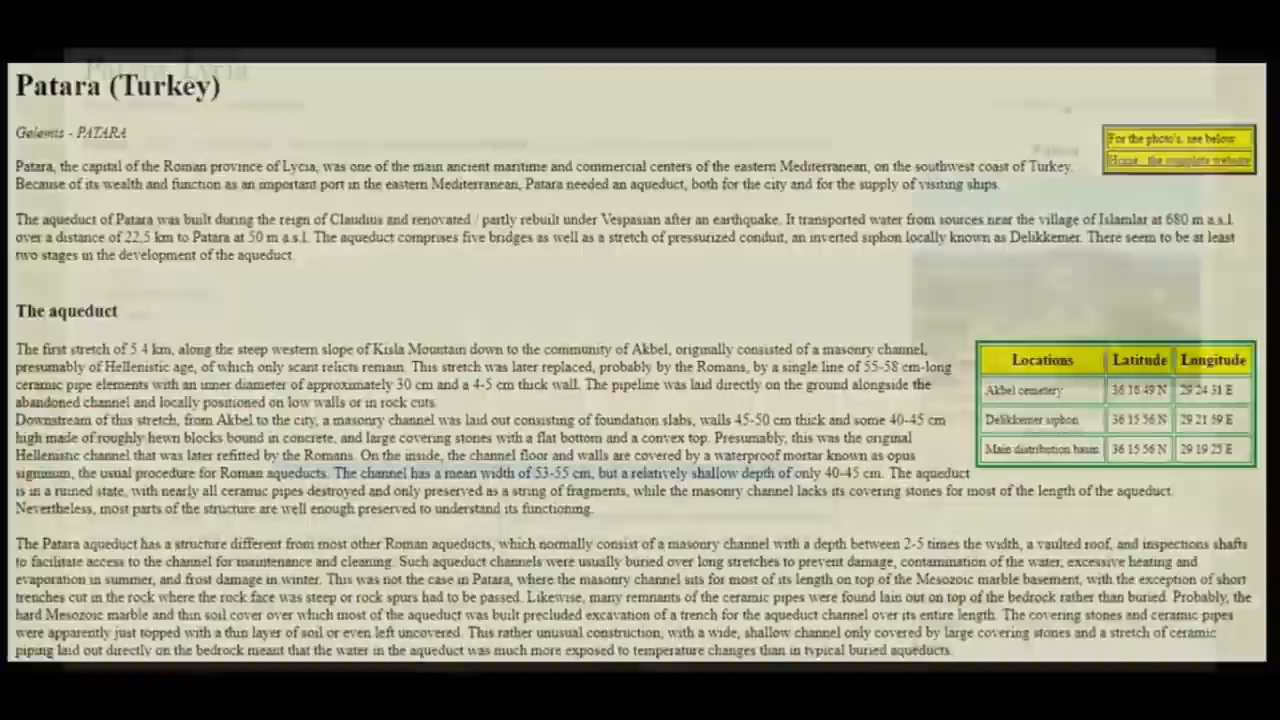 Patara, Lycia
Patara (Turkey)
Gelemis - PATARA
For the photo's, see below
Home: the complete website
Patara, the capital of the Roman province of Lycia, was one of the main ancient maritime and commercial centers of the eastern Mediterranean, on the southwest coast of Turkey.
Because of its wealth and function as an important port in the eastern Mediterranean, Patara needed an aqueduct, both for the city and for the supply of visiting ships.
The aqueduct of Patara was built during the reign of Claudius and renovated / partly rebuilt under Vespasian after an earthquake. It transported water from sources near the village of Islamlar at 680 m a.s.l.
over a distance of 22,5 km to Patara at 50 m a.s.l. The aqueduct comprises five bridges as well as a stretch of pressurized conduit, an inverted siphon locally known as Delikkemer. There seem to be at least
two stages in the development of the aqueduct.
The aqueduct
The first stretch of 5.4 km, along the steep western slope of Kisla Mountain down to the community of Akbel, originally consisted of a masonry channel,
presumably of Hellenistic age, of which only scant relicts remain. This stretch was later replaced, probably by the Romans, by a single line of 55-58 cm-long
ceramic pipe elements with an inner diameter of approximately 30 cm and a 4-5 cm thick wall. The pipeline was laid directly on the ground alongside the
abandoned channel and locally positioned on low walls or in rock cuts.
Downstream of this stretch, from Akbel to the city, a masonry channel was laid out consisting of foundation slabs, walls 45-50 cm thick and some 40-45 cm
high made of roughly hewn blocks bound in concrete, and large covering stones with a flat bottom and a convex top. Presumably, this was the original
Hellenistic channel that was later refitted by the Romans. On the inside, the channel floor and walls are covered by a waterproof mortar known as opus
signinum, the usual procedure for Roman aqueducts. The channel has a mean width of 53-55 cm, but a relatively shallow depth of only 40-45 cm. The aqueduct
is in a ruined state, with nearly all ceramic pipes destroyed and only preserved as a string of fragments, while the masonry channel lacks its covering stones for most of the length of the aqueduct.
Nevertheless, most parts of the structure are well enough preserved to understand its functioning.
Locations Latitude Longitude
Akbel cemetery 36 16 49 N 29 24 31 E
Delikkemer siphon 36 15 56 N 29 21 59 E
Main distribution basin 36 15 56 N 29 19 25 E
The Patara aqueduct has a structure different from most other Roman aqueducts, which normally consist of a masonry channel with a depth between 2-5 times the width, a vaulted roof, and inspections shafts
to facilitate access to the channel for maintenance and cleaning. Such aqueduct channels were usually buried over long stretches to prevent damage, contamination of the water, excessive heating and
evaporation in summer, and frost damage in winter. This was not the case in Patara, where the masonry channel sits for most of its length on top of the Mesozoic marble basement, with the exception of short
trenches cut in the rock where the rock face was steep or rock spurs had to be passed. Likewise, many remnants of the ceramic pipes were found lain out on top of the bedrock rather than buried. Probably, the
hard Mesozoic marble and thin soil cover over which most of the aqueduct was built precluded excavation of a trench for the aqueduct channel over its entire length. The covering stones and ceramic pipes
were apparently just topped with a thin layer of soil or even left uncovered. This rather unusual construction, with a wide, shallow channel only covered by large covering stones and a stretch of ceramic
piping laid out directly on the bedrock meant that the water in the aqueduct was much more exposed to temperature changes than in typical buried aqueducts.